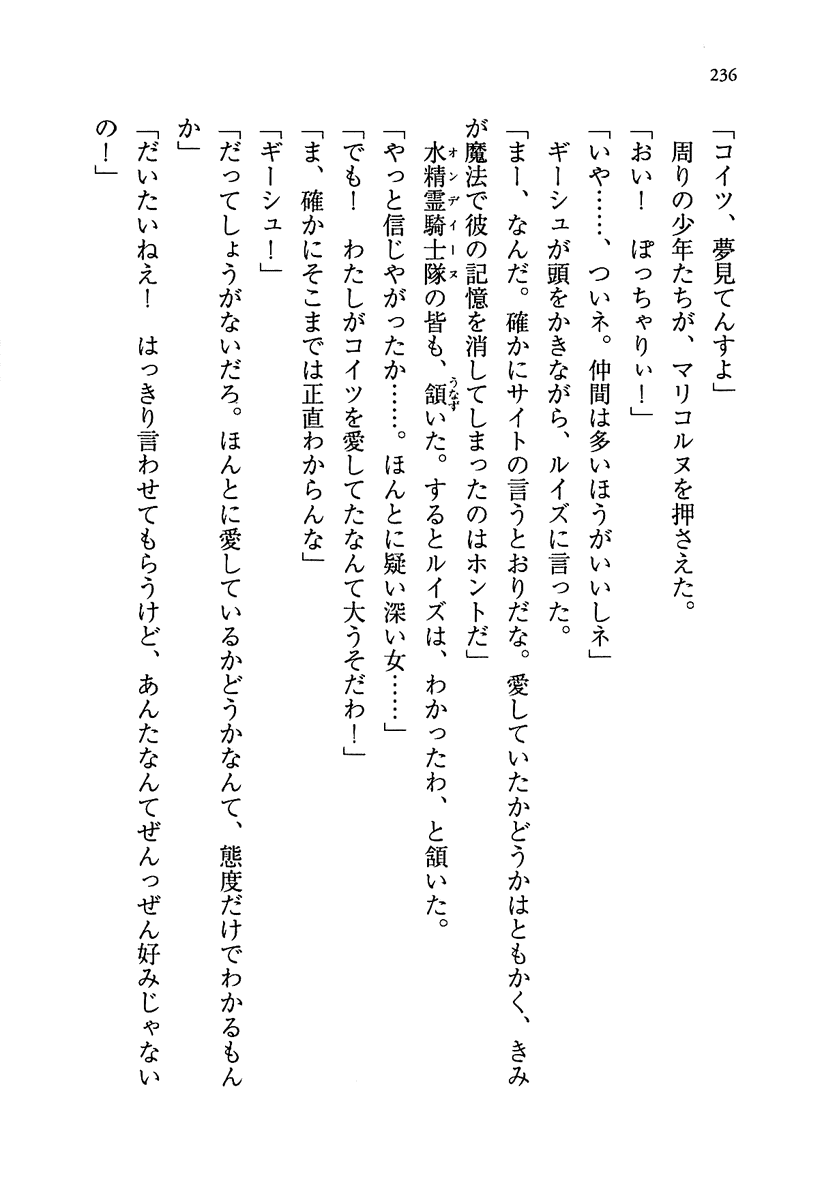 236
「コイツ、夢見てんすよ」
　周りの少年たちが、マリコルヌを押さえた。
「おい！　ぽっちゃりぃ！」
「いや……、ついネ。仲間は多いほうがいいしネ」
　ギーシュが頭をかきながら、ルイズに言った。
「まー、なんだ。確かにサイトの言うとおりだな。愛していたかどうかはともかく、きみ
が魔法で彼の記憶を消してしまったのはホントだ」
　水精霊騎士隊の皆も、頷いた。するとルイズは、わかったわ、と頷いた。
オンディーヌ
うなず
「やっと信じやがったか……。ほんとに疑い深い女……」
「でも！　わたしがコイツを愛してたなんて大うそだわ！」
「ま、確かにそこまでは正直わからんな」
「ギーシュ！」
「だってしょうがないだろ。ほんとに愛しているかどうかなんて、態度だけでわかるもん
か」
「だいたいねえ！　はっきり言わせてもらうけど、あんたなんてぜんっぜん好みじゃない
の！」